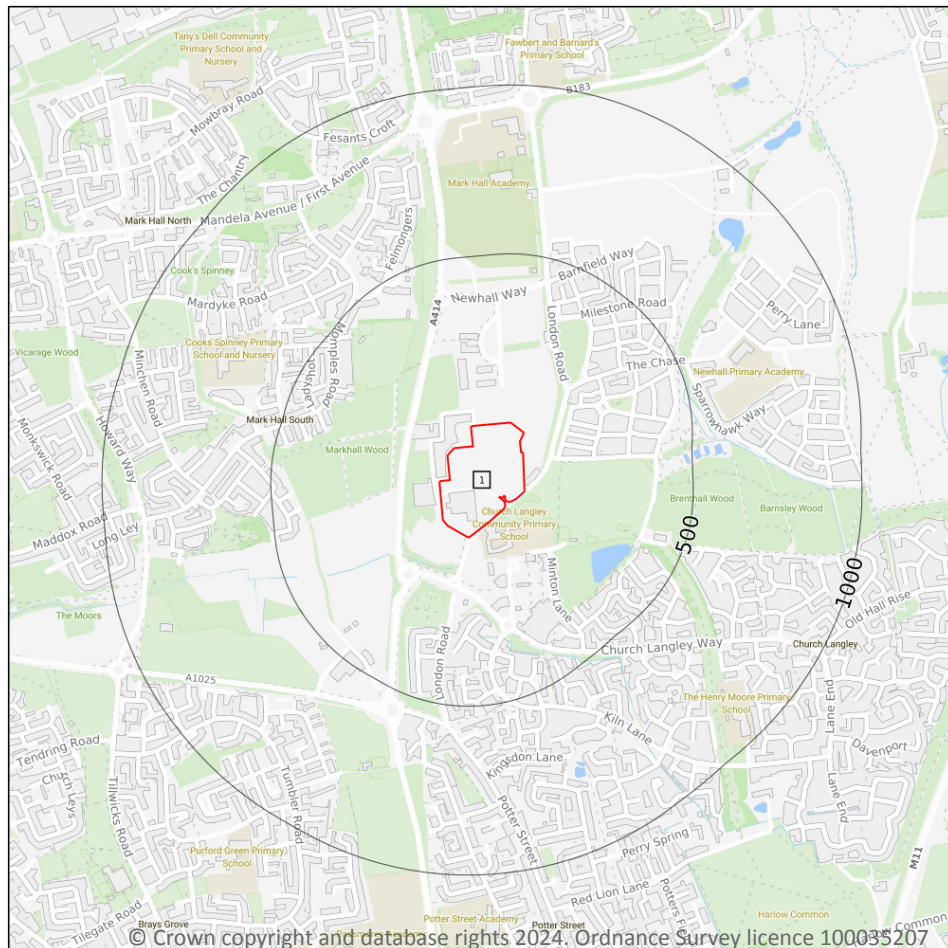 Tany's Dell Community
Primary School and
Nursery
Fawbert and Barnard's
Primary School
B183
Mowbray Road
Fesants Croft
The Chantry
Mandela Avenue / First Avenue
Mark Hall Academy
Mark Hall North
Felmongers
Cook's Spinney
Barnfield Way
Mardyke Road
A414
Newhall Way
Milestone Road
Perry Lane
London Road
Vicarage Wood
Minchen Road
Cooks Spinney Primary
School and Nursery
Momples Road
Ladyshot
The Chase
Newhall Primary Academy
Sparrowhawk Way
Mark Hall South
Monkswick Road
Howard Way
Markhall Wood
1
Brenthall Wood
Barnsley Wood
Church Langley
Community Primary
School
Maddox Road
Long Ley
500
1000
Minton Lane
Old Hall Rise
The Moors
Church Langley Way
Church Langley
London Road
A1025
The Henry Moore Primary
School
Lane End
Kiln Lane
Davenport
Tendring Road
Kingsdon Lane
Church Leys
Tillwicks Road
Tumbler Road
Lane End
Potter Street
Perry Spring
Purford Green Primary
School
M11
Red Lion Lane
Tilegate Road
Brays Grove
Potter Street Academy
Potter Street
Harlow Common
© Crown copyright and database rights 2024. Ordnance Survey licence 100035207